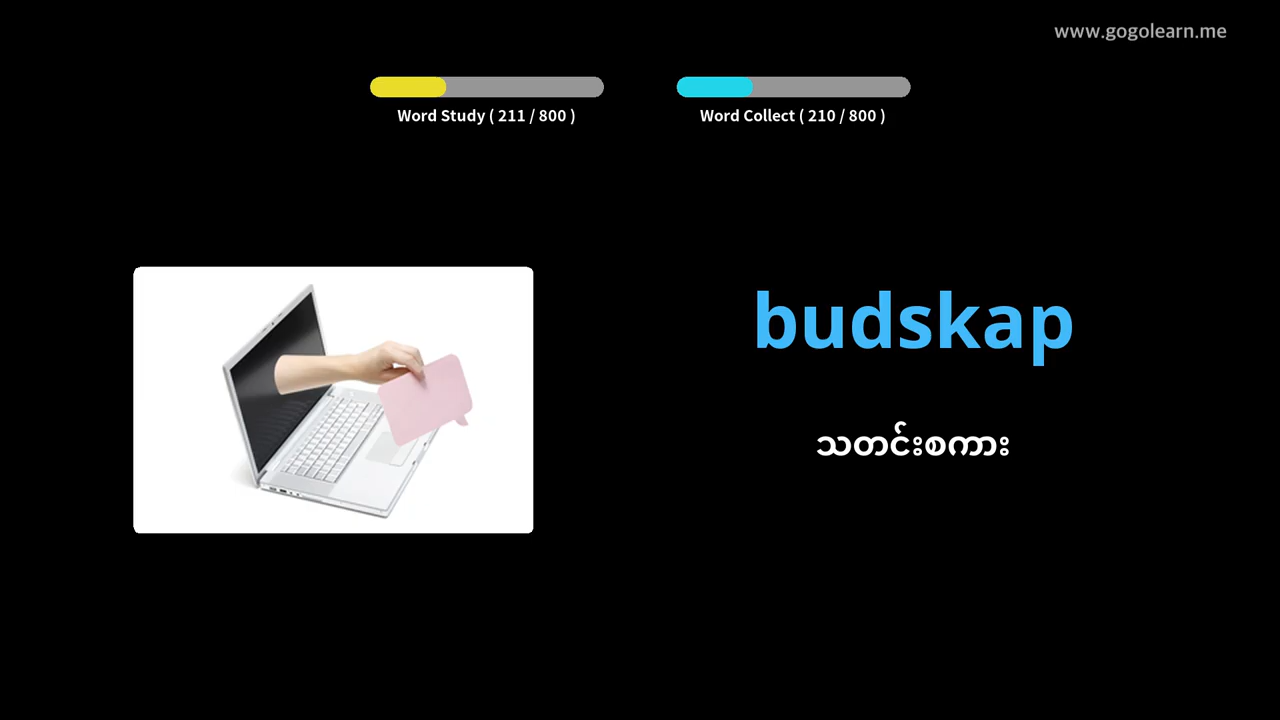 www.gogolearn.me
Word Study ( 211 / 800 )
Word Collect ( 210 / 800 )
budskap
သတင်းစကား